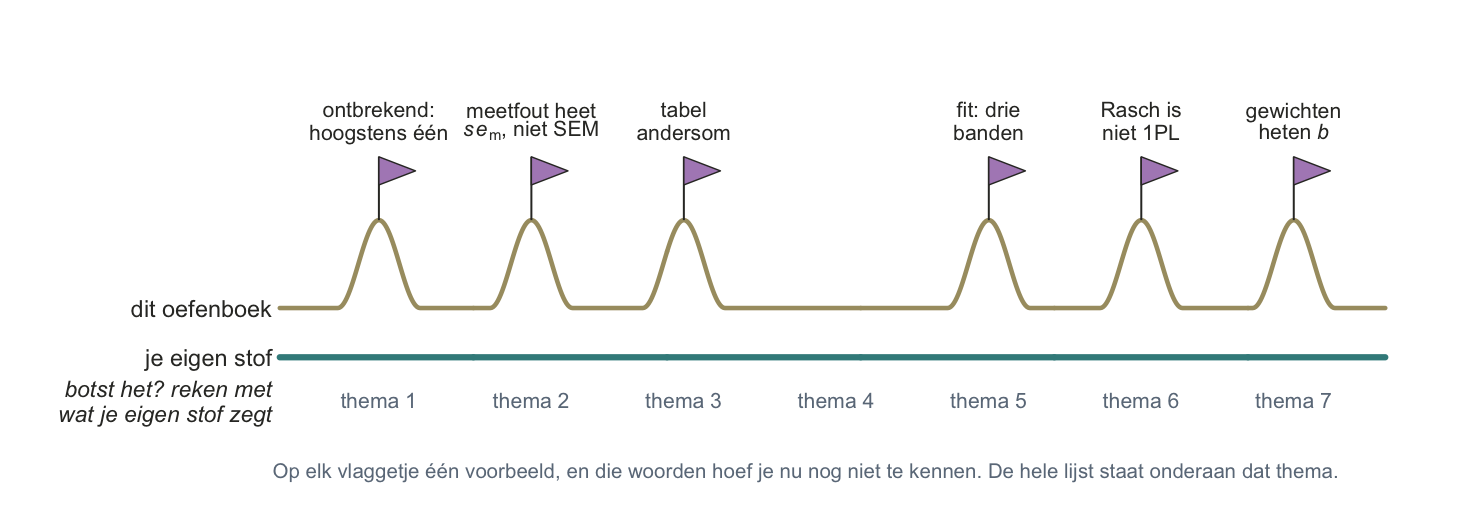 ontbrekend:
hoogstens één
meetfout heet
sem, niet SEM
tabel
andersom
fit: drie
banden
Rasch is
niet 1PL
gewichten
heten b
dit oefenboek
je eigen stof
botst het? reken met
wat je eigen stof zegt
thema 1
thema 2
thema 3
thema 4
thema 5
thema 6
thema 7
Op elk vlaggetje één voorbeeld, en die woorden hoef je nu nog niet te kennen. De hele lijst staat onderaan dat thema.